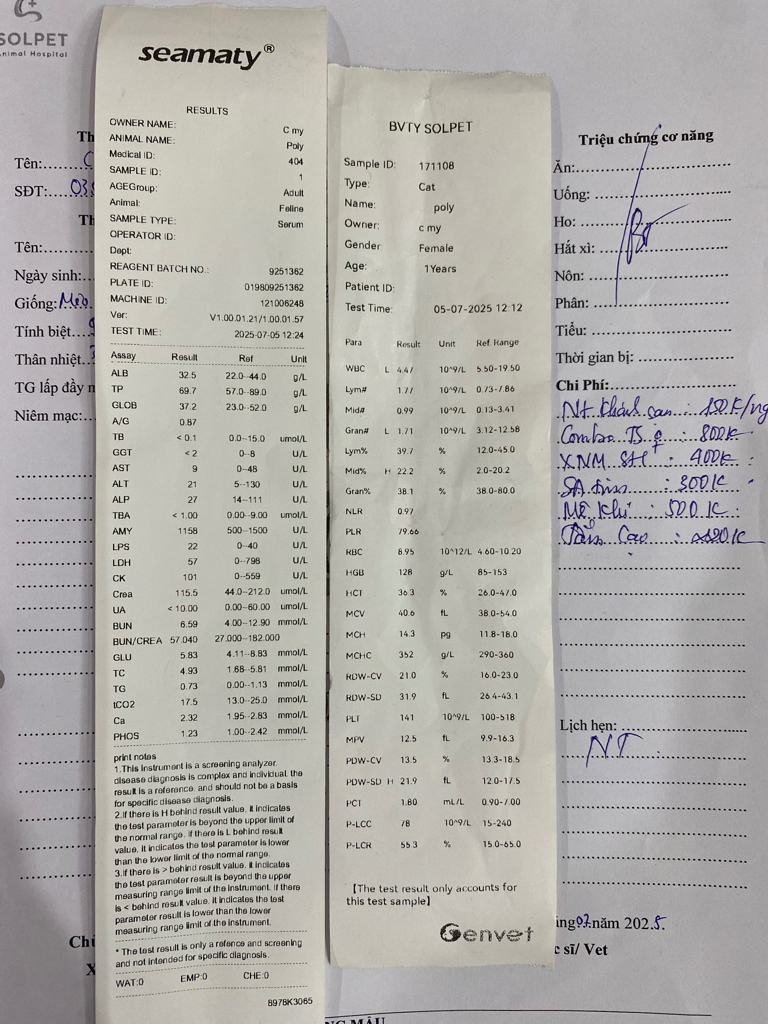 SOLPET
Animal Hospital
seamaty®
RESULTS
OWNER NAME: C my
ANIMAL NAME: Poly
Medical ID: 404
SAMPLE ID: 1
AGEGroup: Adult
Animal: Feline
SAMPLE TYPE: Serum
OPERATOR ID:
Dept:
REAGENT BATCH NO.: 9251362
PLATE ID: 019809251362
MACHINE ID: 121006248
Ver: V1.00.01.21/1.00.01.57
TEST TIME: 2025-07-05 12:24
Assay Result Ref Unit
ALB 32.5 22.0--44.0 g/L
TP 69.7 57.0--89.0 g/L
GLOB 37.2 23.0--52.0 g/L
A/G 0.87
TB < 0.1 0.0--15.0 umol/L
GGT < 2 0--8 U/L
AST 9 0--48 U/L
ALT 21 5--130 U/L
ALP 27 14--111 U/L
TBA < 1.00 0.00--9.00 umol/L
AMY 1158 500--1500 U/L
LPS 22 0--40 U/L
LDH 57 0--798 U/L
CK 101 0--559 U/L
Crea 115.5 44.0--212.0 umol/L
UA < 10.00 0.00--60.00 umol/L
BUN 6.59 4.00--12.90 mmol/L
BUN/CREA 57.040 27.000--182.000
GLU 5.83 4.11--8.83 mmol/L
TC 4.93 1.68--5.81 mmol/L
TG 0.73 0.00--1.13 mmol/L
tCO2 17.5 13.0--25.0 mmol/L
Ca 2.32 1.95--2.83 mmol/L
PHOS 1.23 1.00--2.42 mmol/L
print notes
1.This instrument is a screening analyzer.
disease diagnosis is complex and individual. the
result is a reference, and should not be a basis
for specific disease diagnosis.
2.if there is H behind result value. it indicates
the test parameter is beyond the upper limit of
the normal range. if there is L behind result
value. it indicates the test parameter is lower
than the lower limit of the normal range.
3.if there is > behind result value. it indicates
the test parameter result is beyond the upper
measuring range limit of the instrument. if there
is < behind result value. it indicates the test
parameter result is lower than the lower
measuring range limit of the instrument.
* The test result is only a refence and screening
and not intended for specific diagnosis.
WAT:0 EMP:0 CHE:0
8978K3065
BVTY SOLPET
Sample ID: 171108
Type: Cat
Name: poly
Owner: c my
Gender Female
Age: 1Years
Patient ID:
Test Time: 05-07-2025 12:12
Para Result Unit Ref. Range
WBC L 4.47 10^9/L 5.50-19.50
Lym# 1.77 10^9/L 0.73-7.86
Mid# 0.99 10^9/L 0.13-3.41
Gran# L 1.71 10^9/L 3.12-12.58
Lym% 39.7 % 12.0-45.0
Mid% H 22.2 % 2.0-20.2
Gran% 38.1 % 38.0-80.0
NLR 0.97
PLR 79.66
RBC 8.95 10^12/L 4.60-10.20
HGB 128 g/L 85-153
HCT 36.3 % 26.0-47.0
MCV 40.6 fL 38.0-54.0
MCH 14.3 pg 11.8-18.0
MCHC 352 g/L 290-360
RDW-CV 21.0 % 16.0-23.0
RDW-SD 31.9 fL 26.4-43.1
PLT 141 10^9/L 100-518
MPV 12.5 fL 9.9-16.3
PDW-CV 13.5 % 13.3-18.5
PDW-SD H 21.9 fL 12.0-17.5
PCT 1.80 mL/L 0.90-7.00
P-LCC 78 10^9/L 15-240
P-LCR 55.3 % 15.0-65.0
【The test result only accounts for
this test sample】
Genvet
Th
Tên:
SĐT:
Th
Tên:
Ngày sinh:
Giống: Mèo
Tính biệt
Thân nhiệt
TG lấp đầy m
Niêm mạc:
Triệu chứng cơ năng
Ăn:
Uống:
Ho:
Hắt xì:
Nôn:
Phân:
Tiểu:
Thời gian bị:
Chi Phí:
150K/ng
Combo TS ♀ : 800K
XNM : 400K
SA tim : 300K
Mê khí : 500K
Lịch hẹn:
NT
áng 07 năm 2025.
c sĩ/ Vet